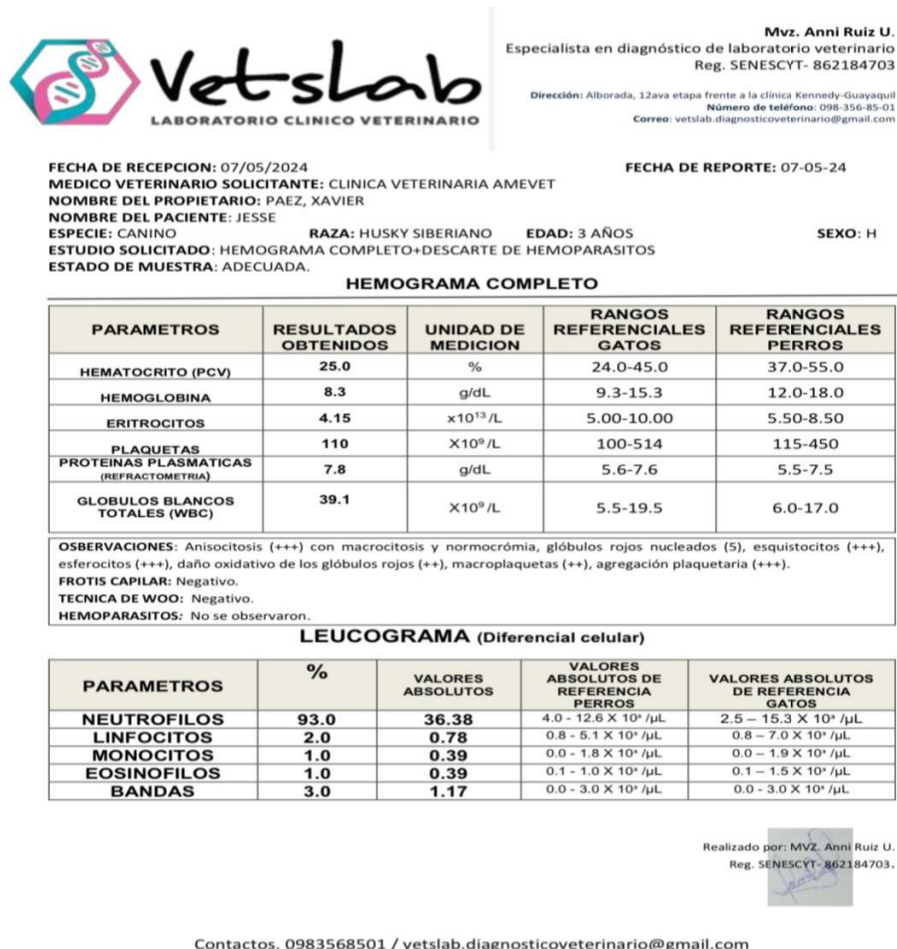 Vetslab
LABORATORIO CLINICO VETERINARIO
Mvz. Anni Ruiz U.
Especialista en diagnóstico de laboratorio veterinario
Reg. SENESCYT- 862184703
Dirección: Alborada, 12ava etapa frente a la clínica Kennedy-Guayaquil
Número de teléfono: 098-356-85-01
Correo: vetslab.diagnosticoveterinario@gmail.com
FECHA DE RECEPCION: 07/05/2024 FECHA DE REPORTE: 07-05-24
MEDICO VETERINARIO SOLICITANTE: CLINICA VETERINARIA AMEVET
NOMBRE DEL PROPIETARIO: PAEZ, XAVIER
NOMBRE DEL PACIENTE: JESSE
ESPECIE: CANINO RAZA: HUSKY SIBERIANO EDAD: 3 AÑOS SEXO: H
ESTUDIO SOLICITADO: HEMOGRAMA COMPLETO+DESCARTE DE HEMOPARASITOS
ESTADO DE MUESTRA: ADECUADA.
HEMOGRAMA COMPLETO
PARAMETROS RESULTADOS OBTENIDOS UNIDAD DE MEDICION RANGOS REFERENCIALES GATOS RANGOS REFERENCIALES PERROS
HEMATOCRITO (PCV) 25.0 % 24.0-45.0 37.0-55.0
HEMOGLOBINA 8.3 g/dL 9.3-15.3 12.0-18.0
ERITROCITOS 4.15 x10¹³/L 5.00-10.00 5.50-8.50
PLAQUETAS 110 X10⁹/L 100-514 115-450
PROTEINAS PLASMATICAS (REFRACTOMETRIA) 7.8 g/dL 5.6-7.6 5.5-7.5
GLOBULOS BLANCOS TOTALES (WBC) 39.1 X10⁹/L 5.5-19.5 6.0-17.0
OSBERVACIONES: Anisocitosis (+++) con macrocitosis y normocrómia, glóbulos rojos nucleados (5), esquistocitos (+++),
esferocitos (+++), daño oxidativo de los glóbulos rojos (++), macroplaquetas (++), agregación plaquetaria (+++).
FROTIS CAPILAR: Negativo.
TECNICA DE WOO: Negativo.
HEMOPARASITOS: No se observaron.
LEUCOGRAMA (Diferencial celular)
PARAMETROS % VALORES ABSOLUTOS VALORES ABSOLUTOS DE REFERENCIA PERROS VALORES ABSOLUTOS DE REFERENCIA GATOS
NEUTROFILOS 93.0 36.38 4.0 - 12.6 X 10³ /µL 2.5 – 15.3 X 10³ /µL
LINFOCITOS 2.0 0.78 0.8 - 5.1 X 10³ /µL 0.8 – 7.0 X 10³ /µL
MONOCITOS 1.0 0.39 0.0 - 1.8 X 10³ /µL 0.0 – 1.9 X 10³ /µL
EOSINOFILOS 1.0 0.39 0.1 - 1.0 X 10³ /µL 0.1 – 1.5 X 10³ /µL
BANDAS 3.0 1.17 0.0 - 3.0 X 10³ /µL 0.0 - 3.0 X 10³ /µL
Realizado por: MVZ. Anni Ruiz U.
Reg. SENESCYT- 862184703.
Contactos. 0983568501 / vetslab.diagnosticoveterinario@gmail.com